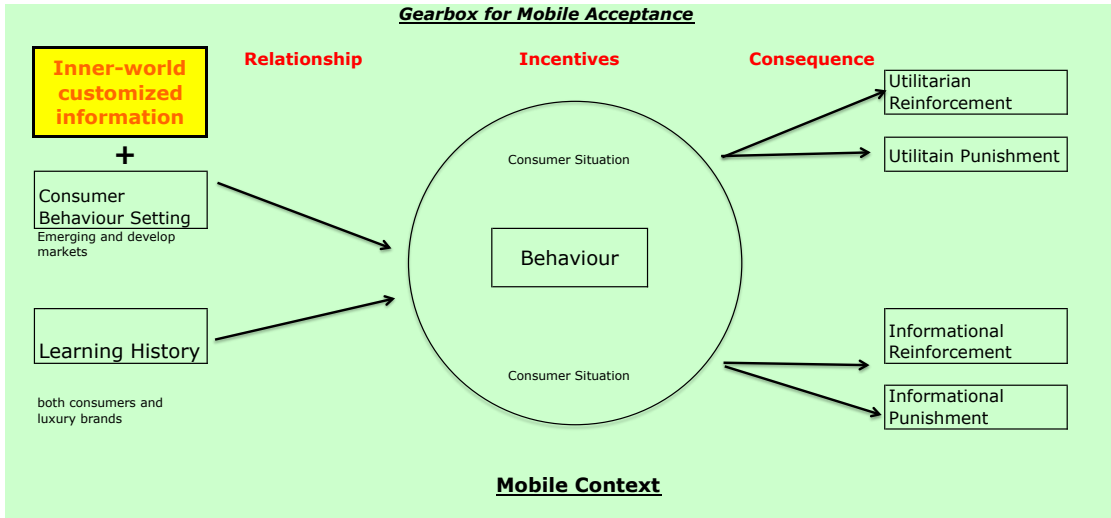 Gearbox for Mobile Acceptance
Relationship
Incentives
Consequence
Inner-world
customized
information
+
Consumer
Behaviour Setting
Emerging and develop
markets
Learning History
both consumers and
luxury brands
Consumer Situation
Behaviour
Consumer Situation
Utilitarian
Reinforcement
Utilitain Punishment
Informational
Reinforcement
Informational
Punishment
Mobile Context